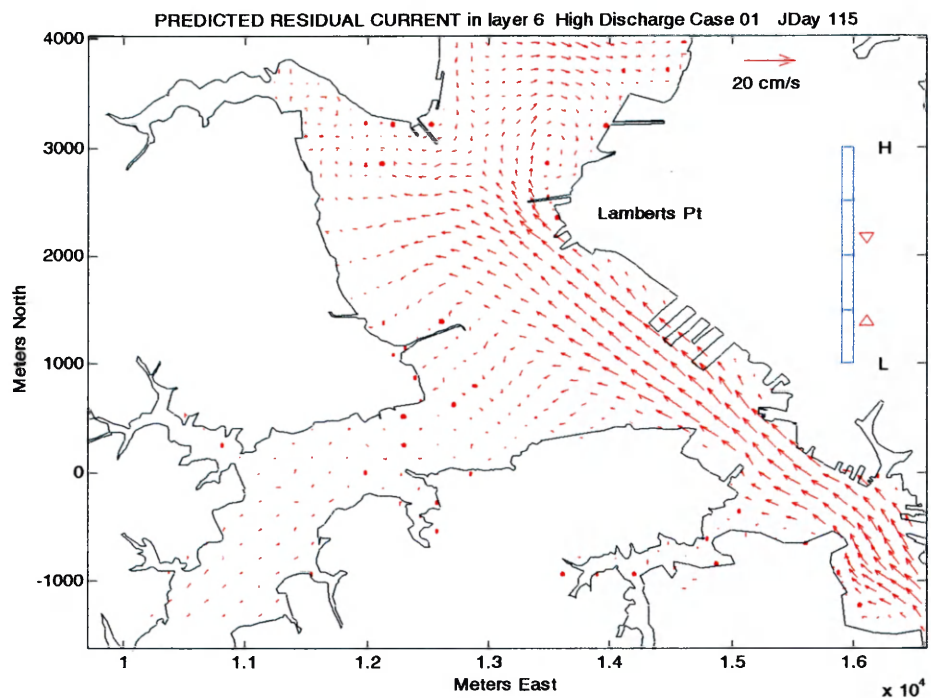 PREDICTED RESIDUAL CURRENT in layer 6 High Discharge Case 01 JDay 115
4000
20 cm/s
3000
H
Lamberts Pt
2000
Meters North
1000
L
0
-1000
1 1.1 1.2 1.3 1.4 1.5 1.6
Meters East
x 10⁴